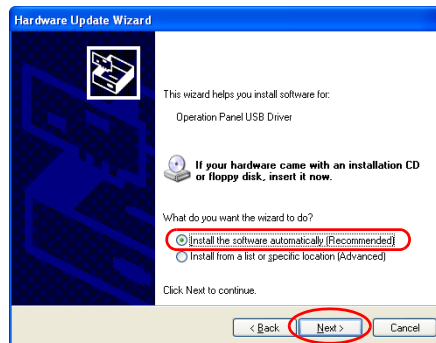 Hardware Update Wizard
This wizard helps you install software for:
Operation Panel USB Driver
If your hardware came with an installation CD
or floppy disk, insert it now.
What do you want the wizard to do?
Install the software automatically (Recommended)
Install from a list or specific location (Advanced)
Click Next to continue.
< Back Next > Cancel